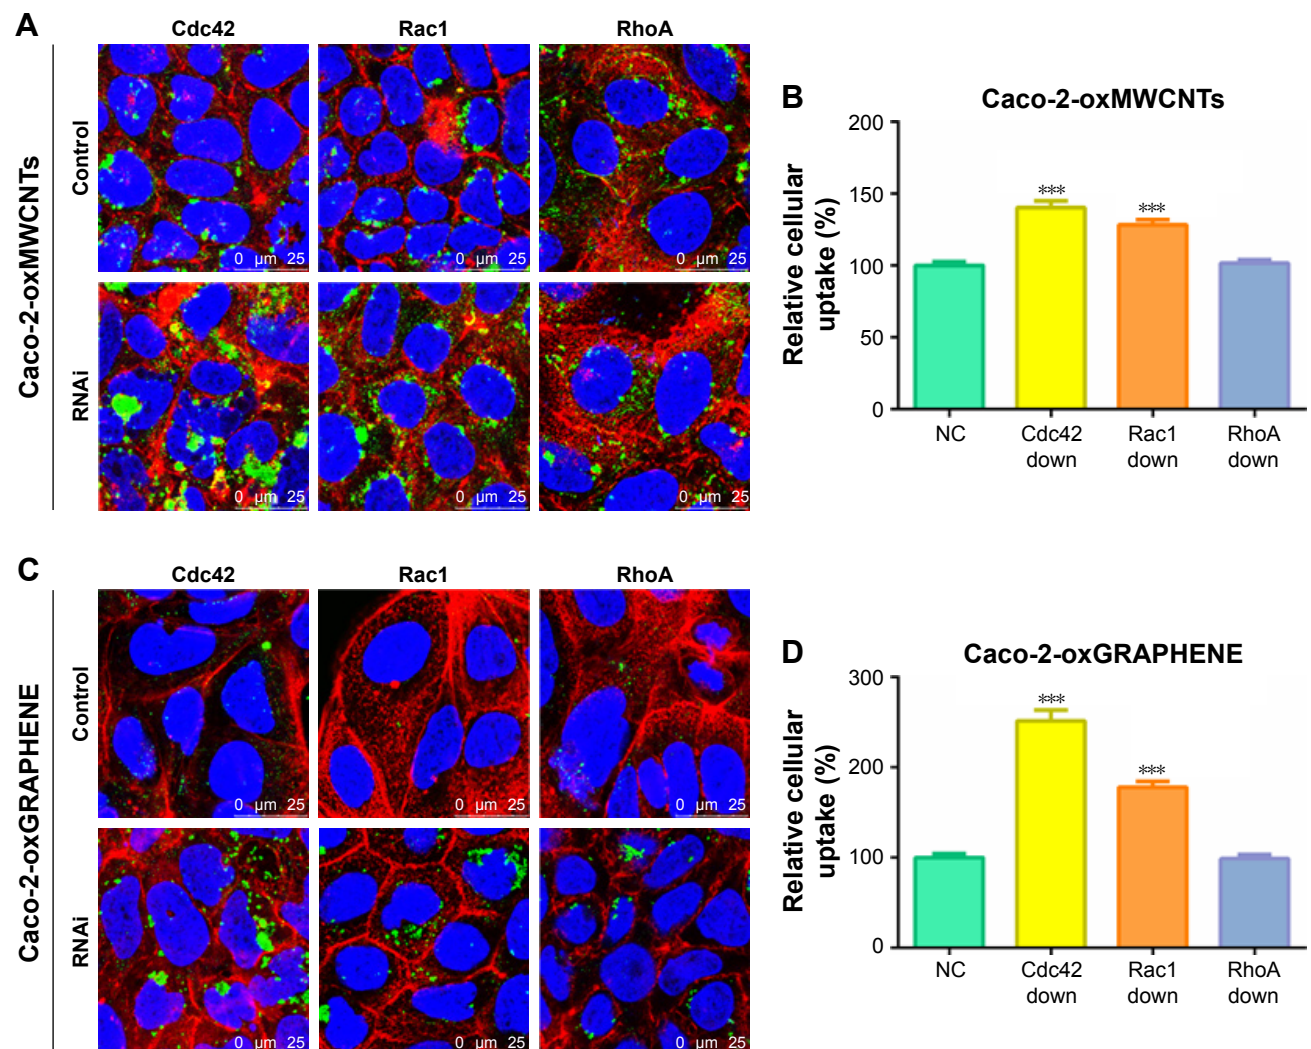 A
Cdc42
Rac1
RhoA
Caco-2-oxMWCNTs
Control
0 µm 25
0 µm 25
0 µm 25
RNAi
0 µm 25
0 µm 25
0 µm 25
B
Caco-2-oxMWCNTs
Relative cellular
uptake (%)
200
150
100
50
0
***
***
NC
Cdc42
down
Rac1
down
RhoA
down
C
Cdc42
Rac1
RhoA
Caco-2-oxGRAPHENE
Control
0 µm 25
0 µm 25
0 µm 25
RNAi
0 µm 25
0 µm 25
0 µm 25
D
Caco-2-oxGRAPHENE
Relative cellular
uptake (%)
300
200
100
0
***
***
NC
Cdc42
down
Rac1
down
RhoA
down